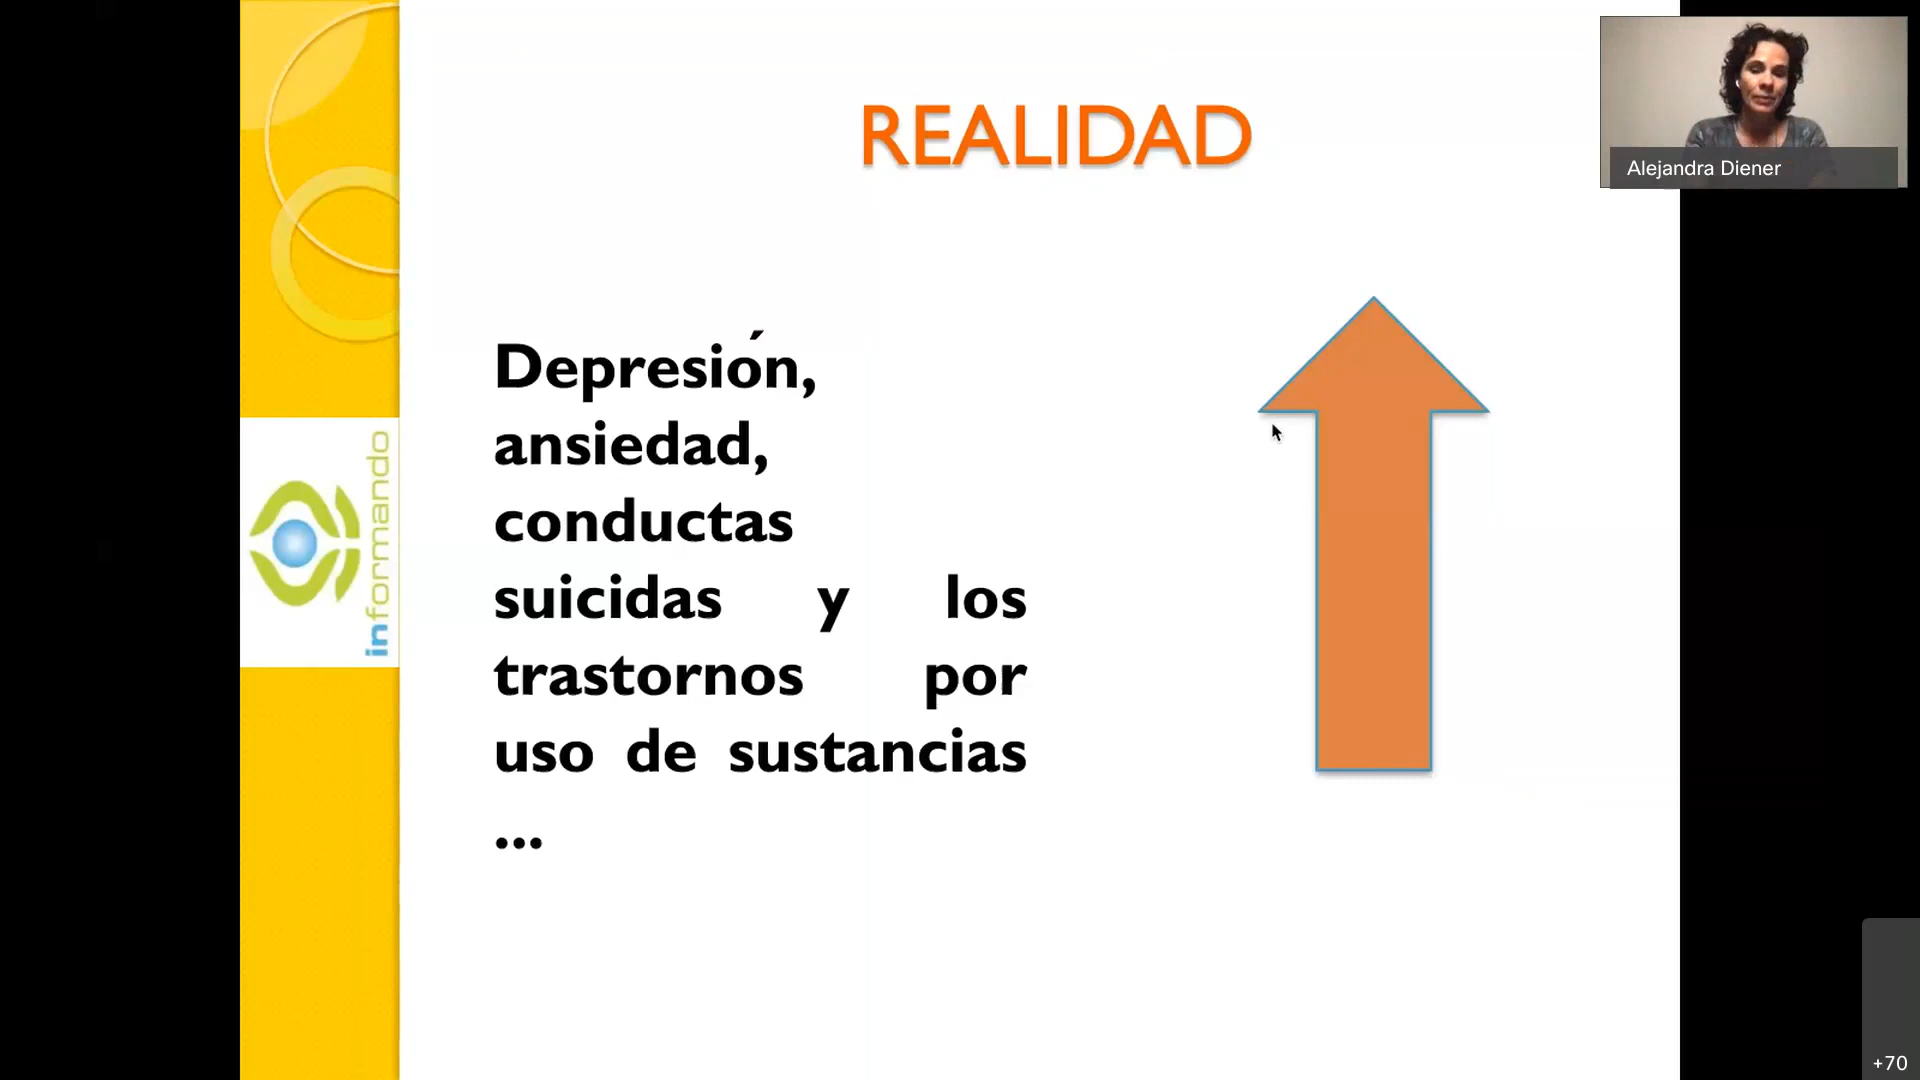 REALIDAD
Alejandra Diener
Depresión,
ansiedad,
conductas
suicidas y los
trastornos por
uso de sustancias
...
informando
+70